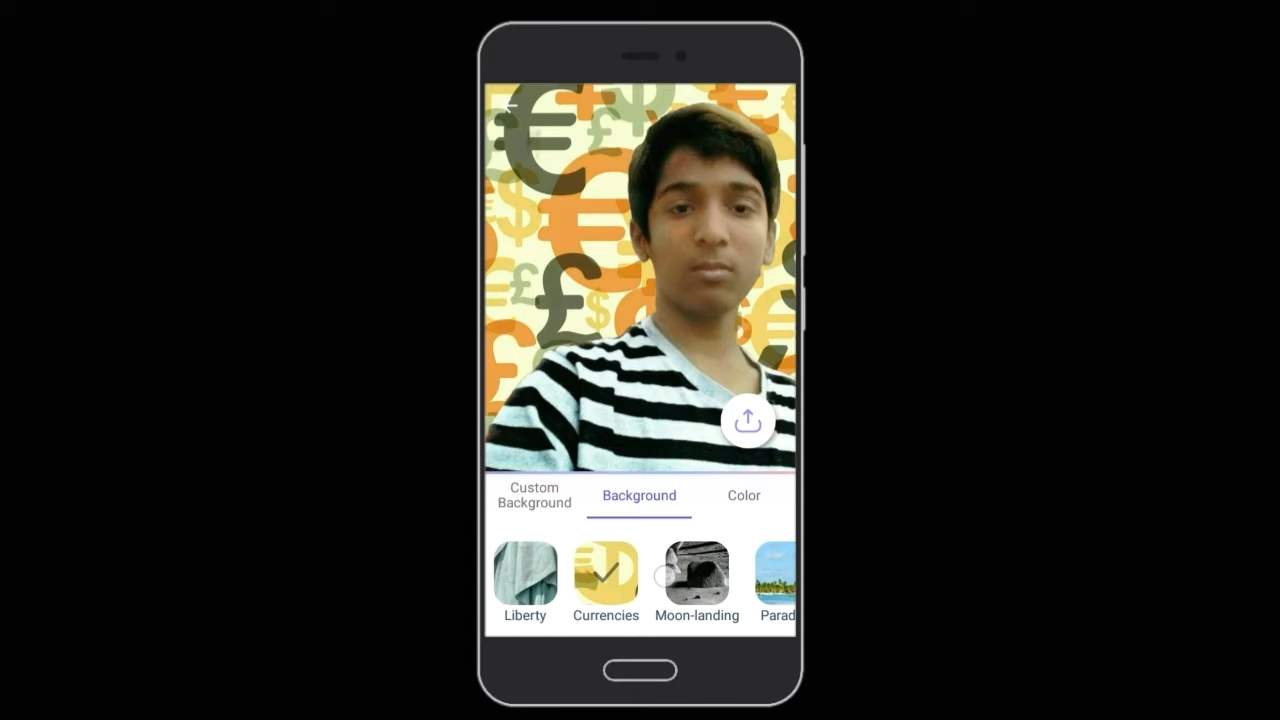 Custom
Background
Background
Color
Liberty
Currencies
Moon-landing
Parad